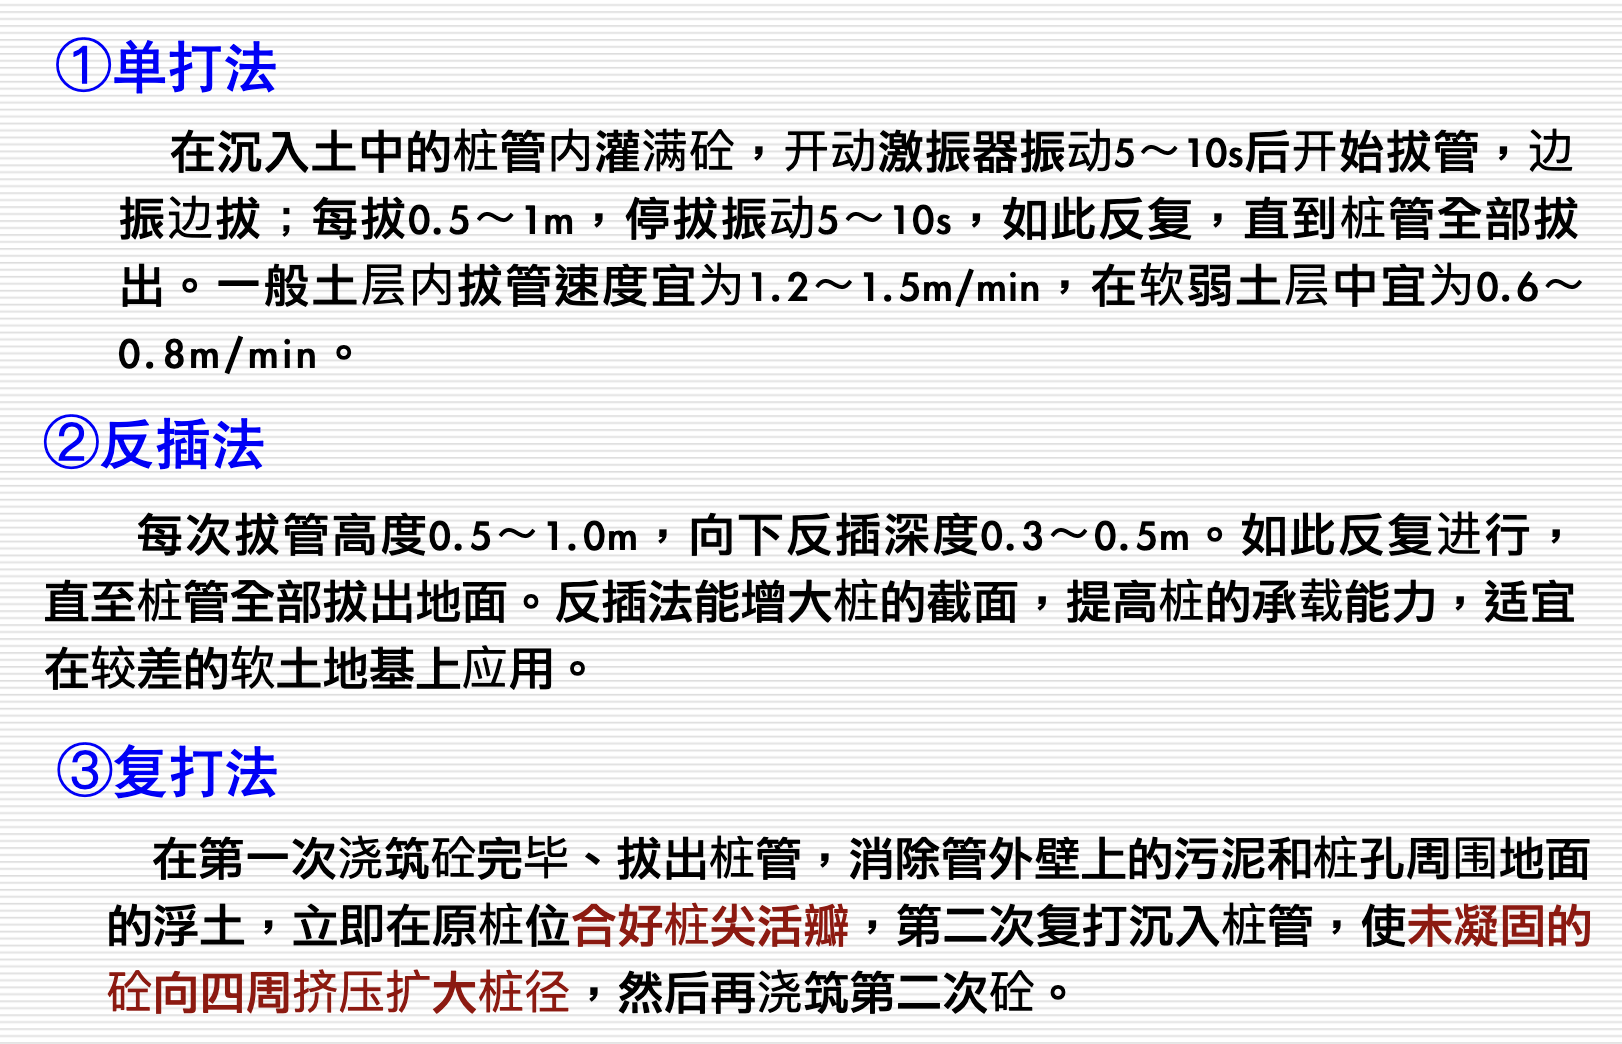 ①单打法
在沉入土中的桩管内灌满砼，开动激振器振动5～10s后开始拔管，边
振边拔；每拔0.5～1m，停拔振动5～10s，如此反复，直到桩管全部拔
出。一般土层内拔管速度宜为1.2～1.5m/min，在软弱土层中宜为0.6～
0.8m/min。
②反插法
每次拔管高度0.5～1.0m，向下反插深度0.3～0.5m。如此反复进行，
直至桩管全部拔出地面。反插法能增大桩的截面，提高桩的承载能力，适宜
在较差的软土地基上应用。
③复打法
在第一次浇筑砼完毕、拔出桩管，消除管外壁上的污泥和桩孔周围地面
的浮土，立即在原桩位合好桩尖活瓣，第二次复打沉入桩管，使未凝固的
砼向四周挤压扩大桩径，然后再浇筑第二次砼。